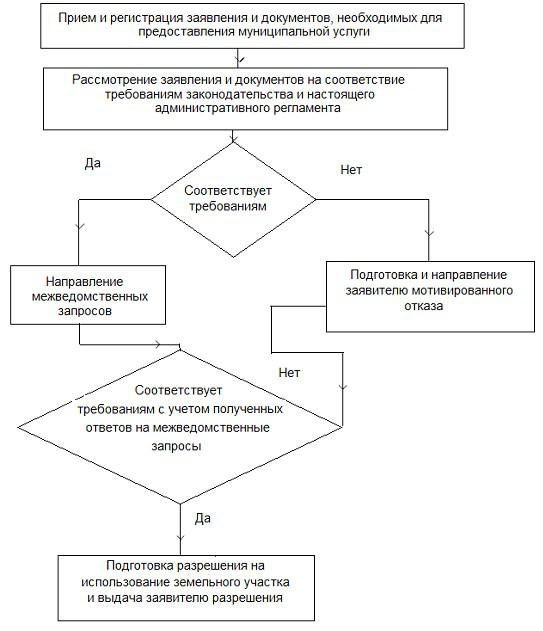 Прием и регистрация заявления и документов, необходимых для
предоставления муниципальной услуги
Рассмотрение заявления и документов на соответствие
требованиям законодательства и настоящего
административного регламента
Да
Нет
Соответствует
требованиям
Направление
межведомственных
запросов
Подготовка и направление
заявителю мотивированного
отказа
Нет
Соответствует
требованиям с учетом полученных
ответов на межведомственные
запросы
Да
Подготовка разрешения на
использование земельного участка
и выдача заявителю разрешения